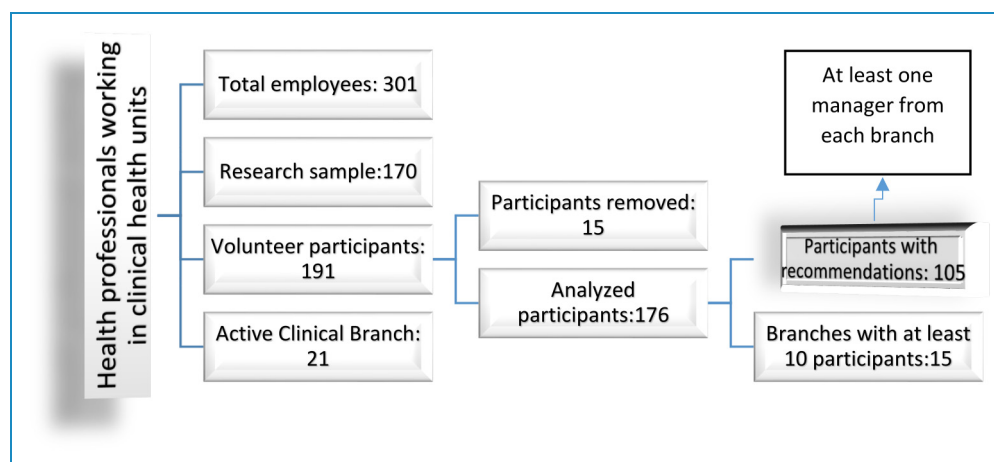 Health professionals working
in clinical health units
Total employees: 301
Research sample:170
Volunteer participants:
191
Active Clinical Branch:
21
Participants removed:
15
Analyzed
participants:176
At least one
manager from
each branch
Participants with
recommendations: 105
Branches with at least
10 participants:15